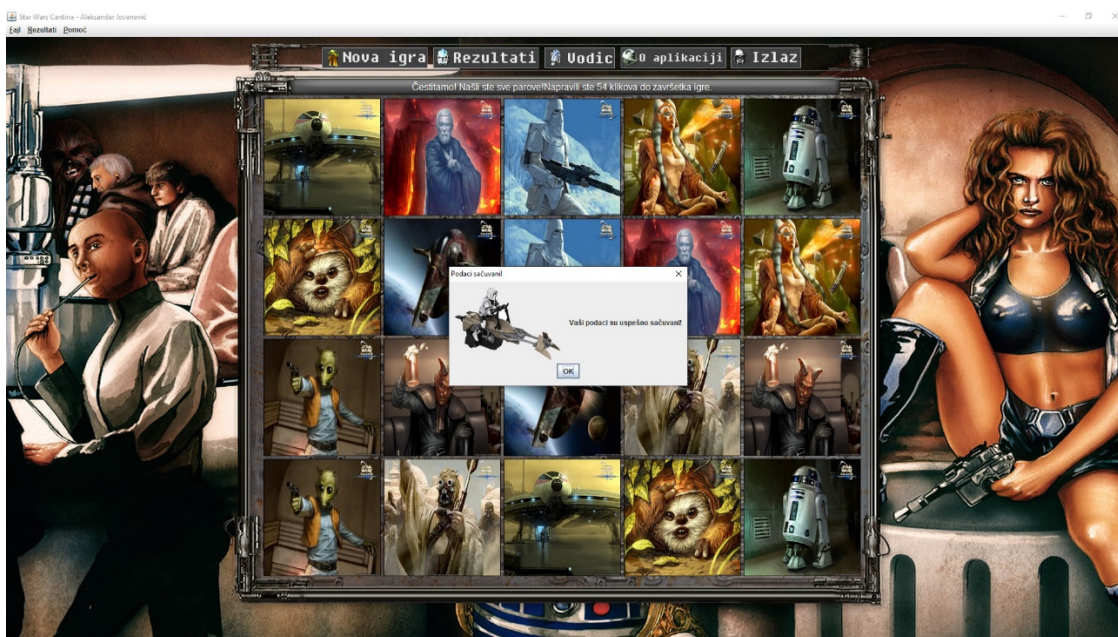 Star Wars Cantina - Aleksandar Jovanović
Fajl Rezultati Pomoć
Nova igra Rezultati Vodic O aplikaciji Izlaz
Čestitamo! Našli ste sve parove!Napravili ste 54 klikova do završetka igre.
Podaci sačuvani!
Vaši podaci su uspešno sačuvani!
OK